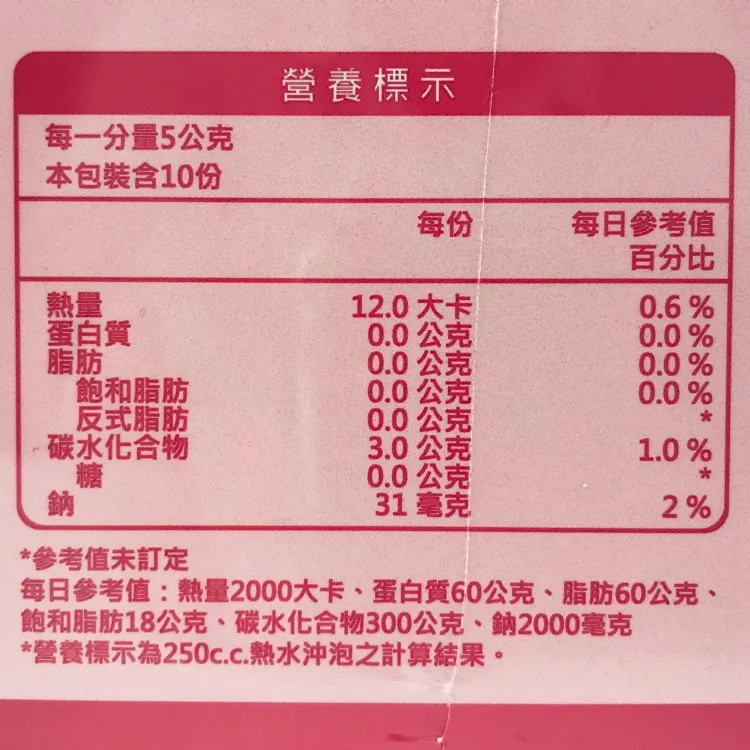 營養標示
每一分量5公克
本包裝含10份
每份 每日參考值
百分比
熱量 12.0 大卡 0.6 %
蛋白質 0.0 公克 0.0 %
脂肪 0.0 公克 0.0 %
飽和脂肪 0.0 公克 0.0 %
反式脂肪 0.0 公克 *
碳水化合物 3.0 公克 1.0 %
糖 0.0 公克 *
鈉 31 毫克 2 %
*參考值未訂定
每日參考值：熱量2000大卡、蛋白質60公克、脂肪60公克、
飽和脂肪18公克、碳水化合物300公克、鈉2000毫克
*營養標示為250c.c.熱水沖泡之計算結果。